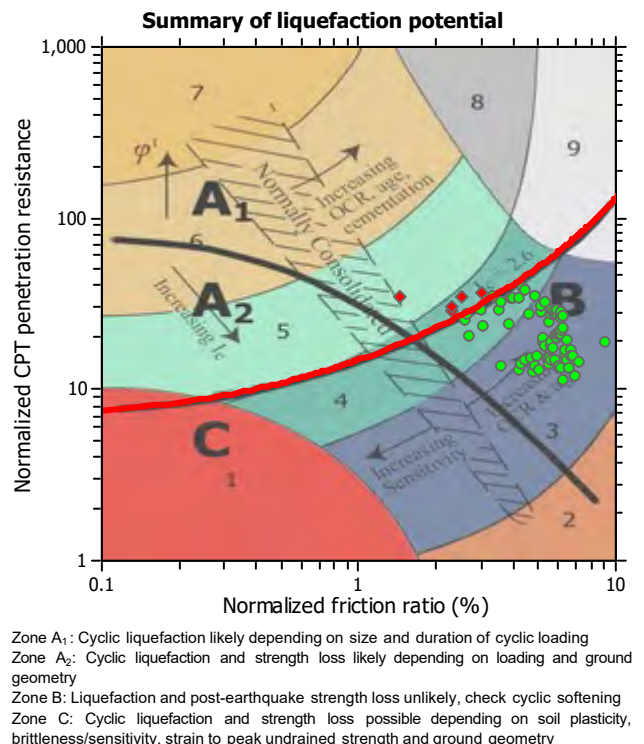 Summary of liquefaction potential
1,000
7
8
9
φ'
Increasing
OCR, age,
cementation
Normally Consolidated
A1
100
6
Increasing Ic
A2
2.6
B
5
10
4
Increasing
OCR &
C
Increasing
Sensitivity
3
1
2
1
0.1
1
10
Normalized CPT penetration resistance
Normalized friction ratio (%)
Zone A1: Cyclic liquefaction likely depending on size and duration of cyclic loading
Zone A2: Cyclic liquefaction and strength loss likely depending on loading and ground
geometry
Zone B: Liquefaction and post-earthquake strength loss unlikely, check cyclic softening
Zone C: Cyclic liquefaction and strength loss possible depending on soil plasticity,
brittleness/sensitivity, strain to peak undrained strength and ground geometry